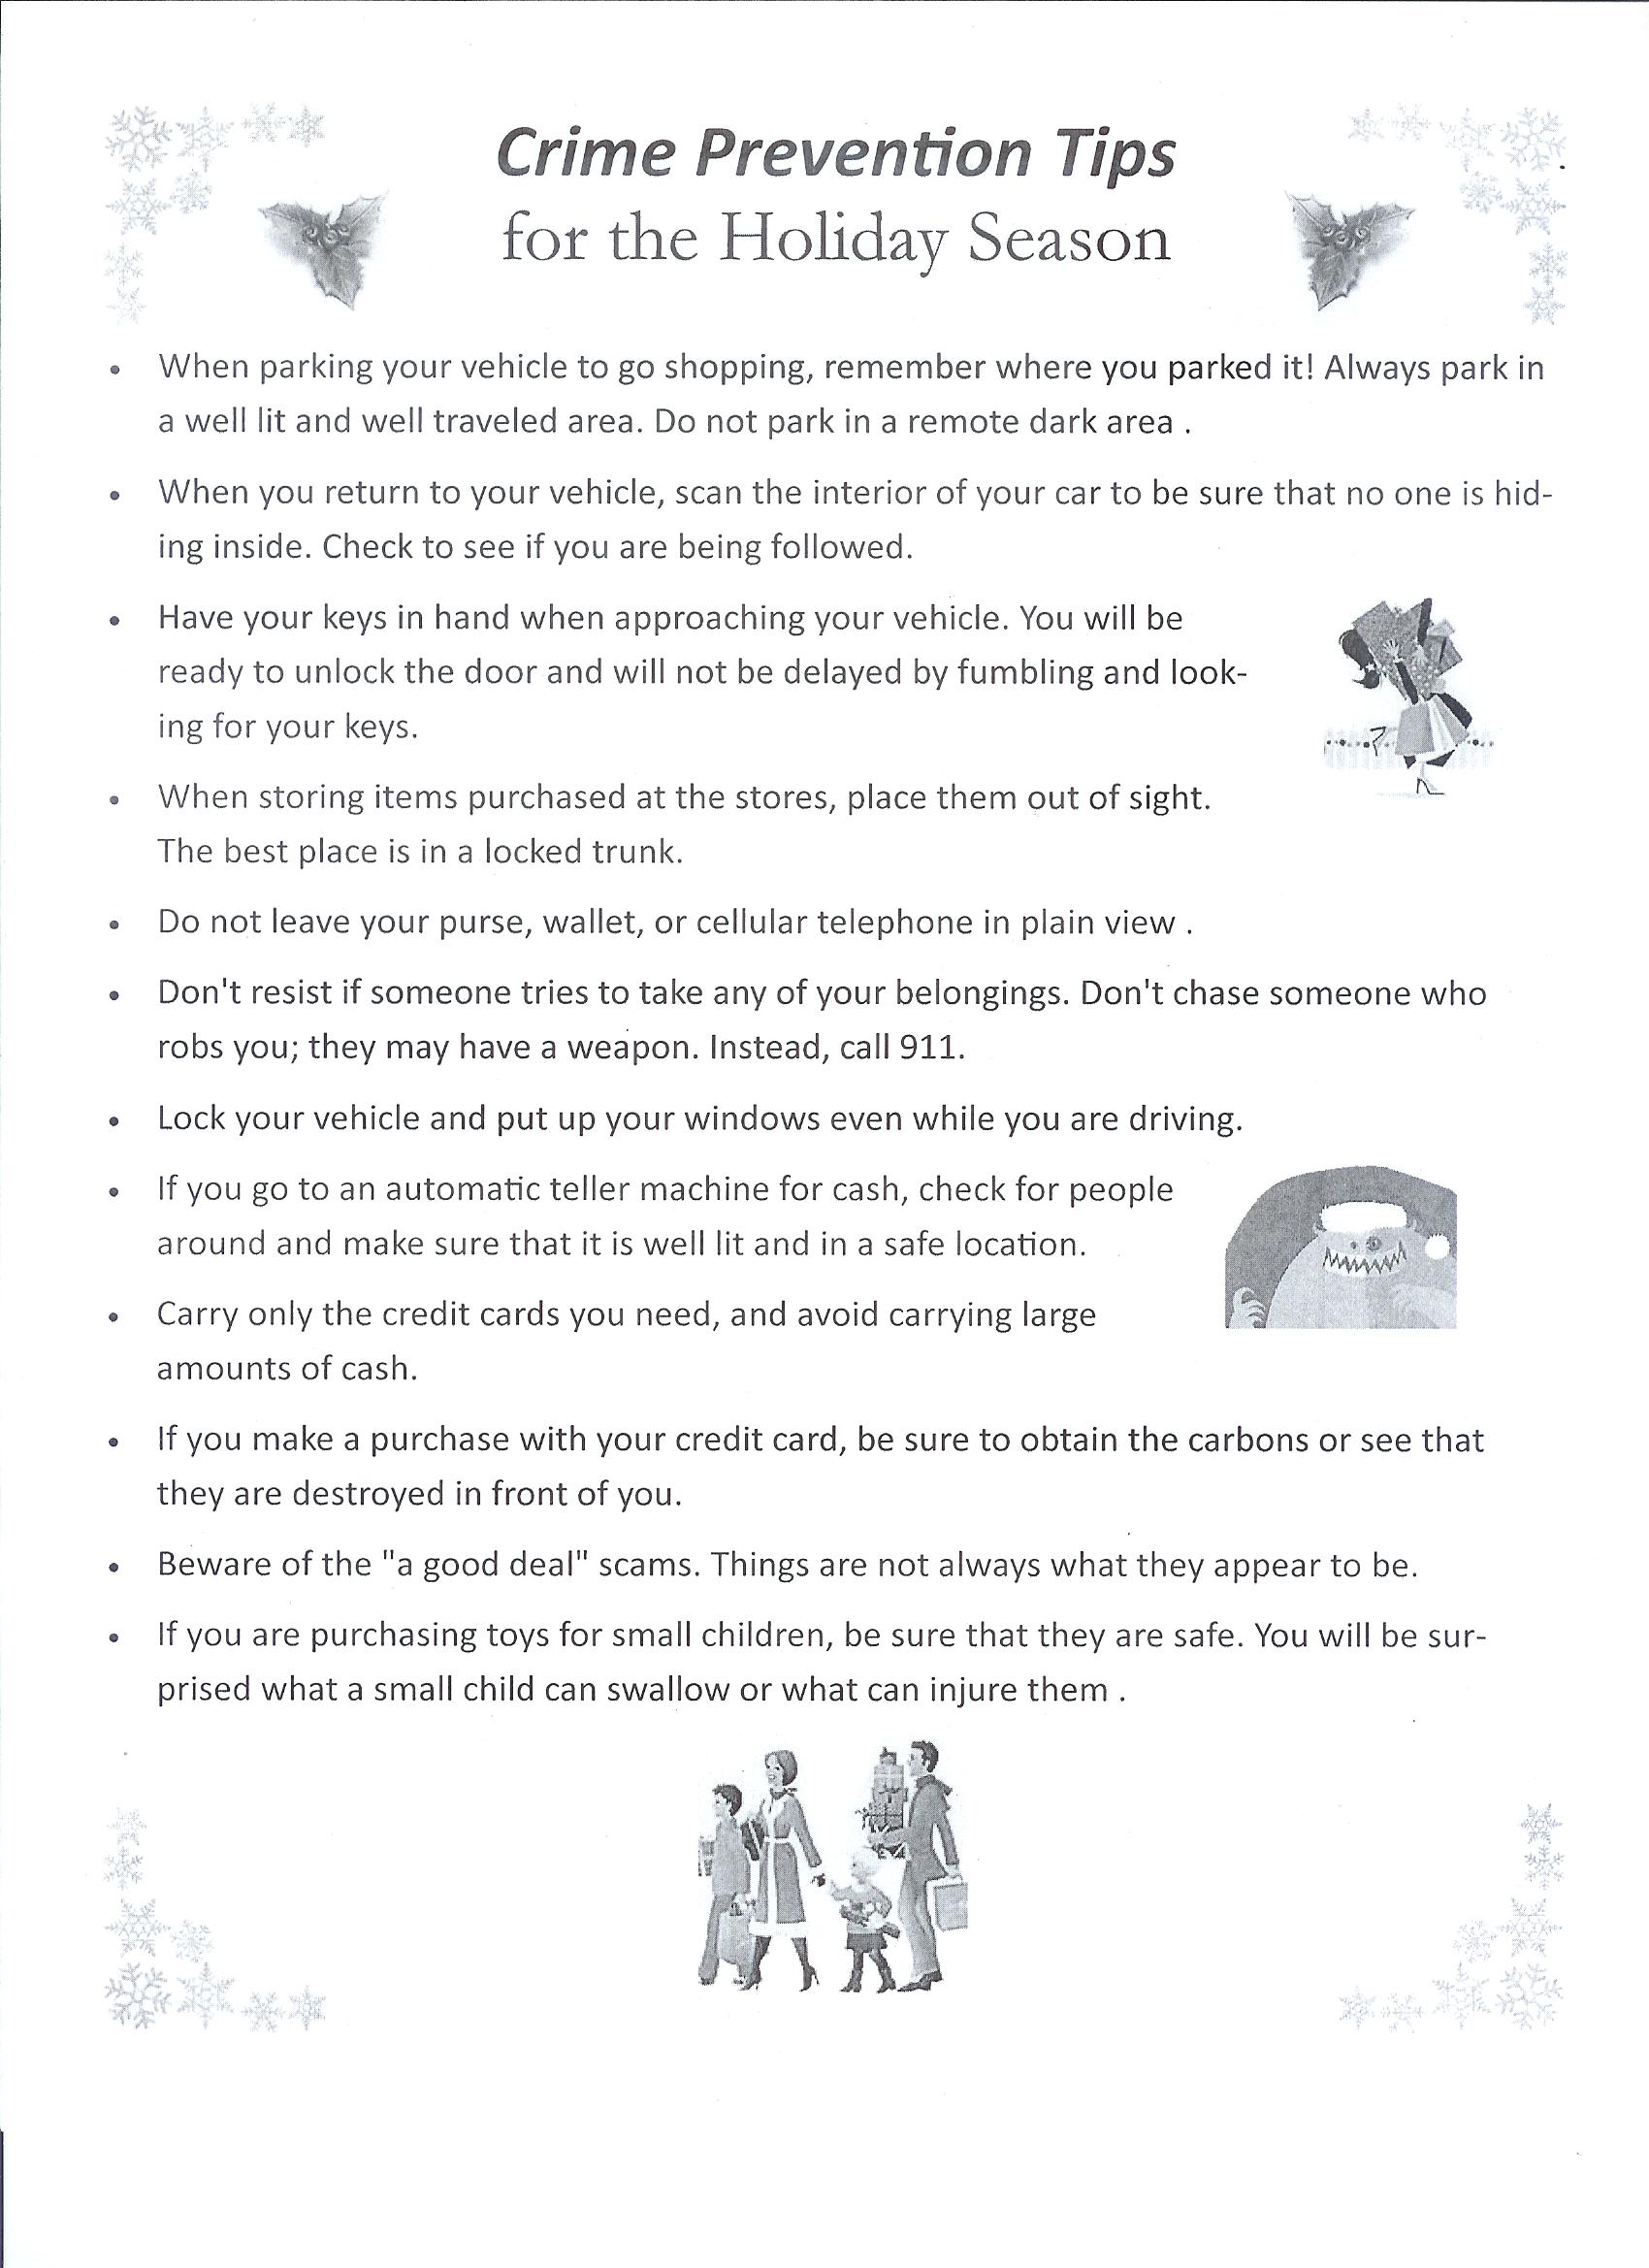 Crime Prevention Tips
for the Holiday Season
• When parking your vehicle to go shopping, remember where you parked it! Always park in
a well lit and well traveled area. Do not park in a remote dark area .
• When you return to your vehicle, scan the interior of your car to be sure that no one is hid-
ing inside. Check to see if you are being followed.
• Have your keys in hand when approaching your vehicle. You will be
ready to unlock the door and will not be delayed by fumbling and look-
ing for your keys.
• When storing items purchased at the stores, place them out of sight.
The best place is in a locked trunk.
• Do not leave your purse, wallet, or cellular telephone in plain view .
• Don't resist if someone tries to take any of your belongings. Don't chase someone who
robs you; they may have a weapon. Instead, call 911.
• Lock your vehicle and put up your windows even while you are driving.
• If you go to an automatic teller machine for cash, check for people
around and make sure that it is well lit and in a safe location.
• Carry only the credit cards you need, and avoid carrying large
amounts of cash.
• If you make a purchase with your credit card, be sure to obtain the carbons or see that
they are destroyed in front of you.
• Beware of the "a good deal" scams. Things are not always what they appear to be.
• If you are purchasing toys for small children, be sure that they are safe. You will be sur-
prised what a small child can swallow or what can injure them .